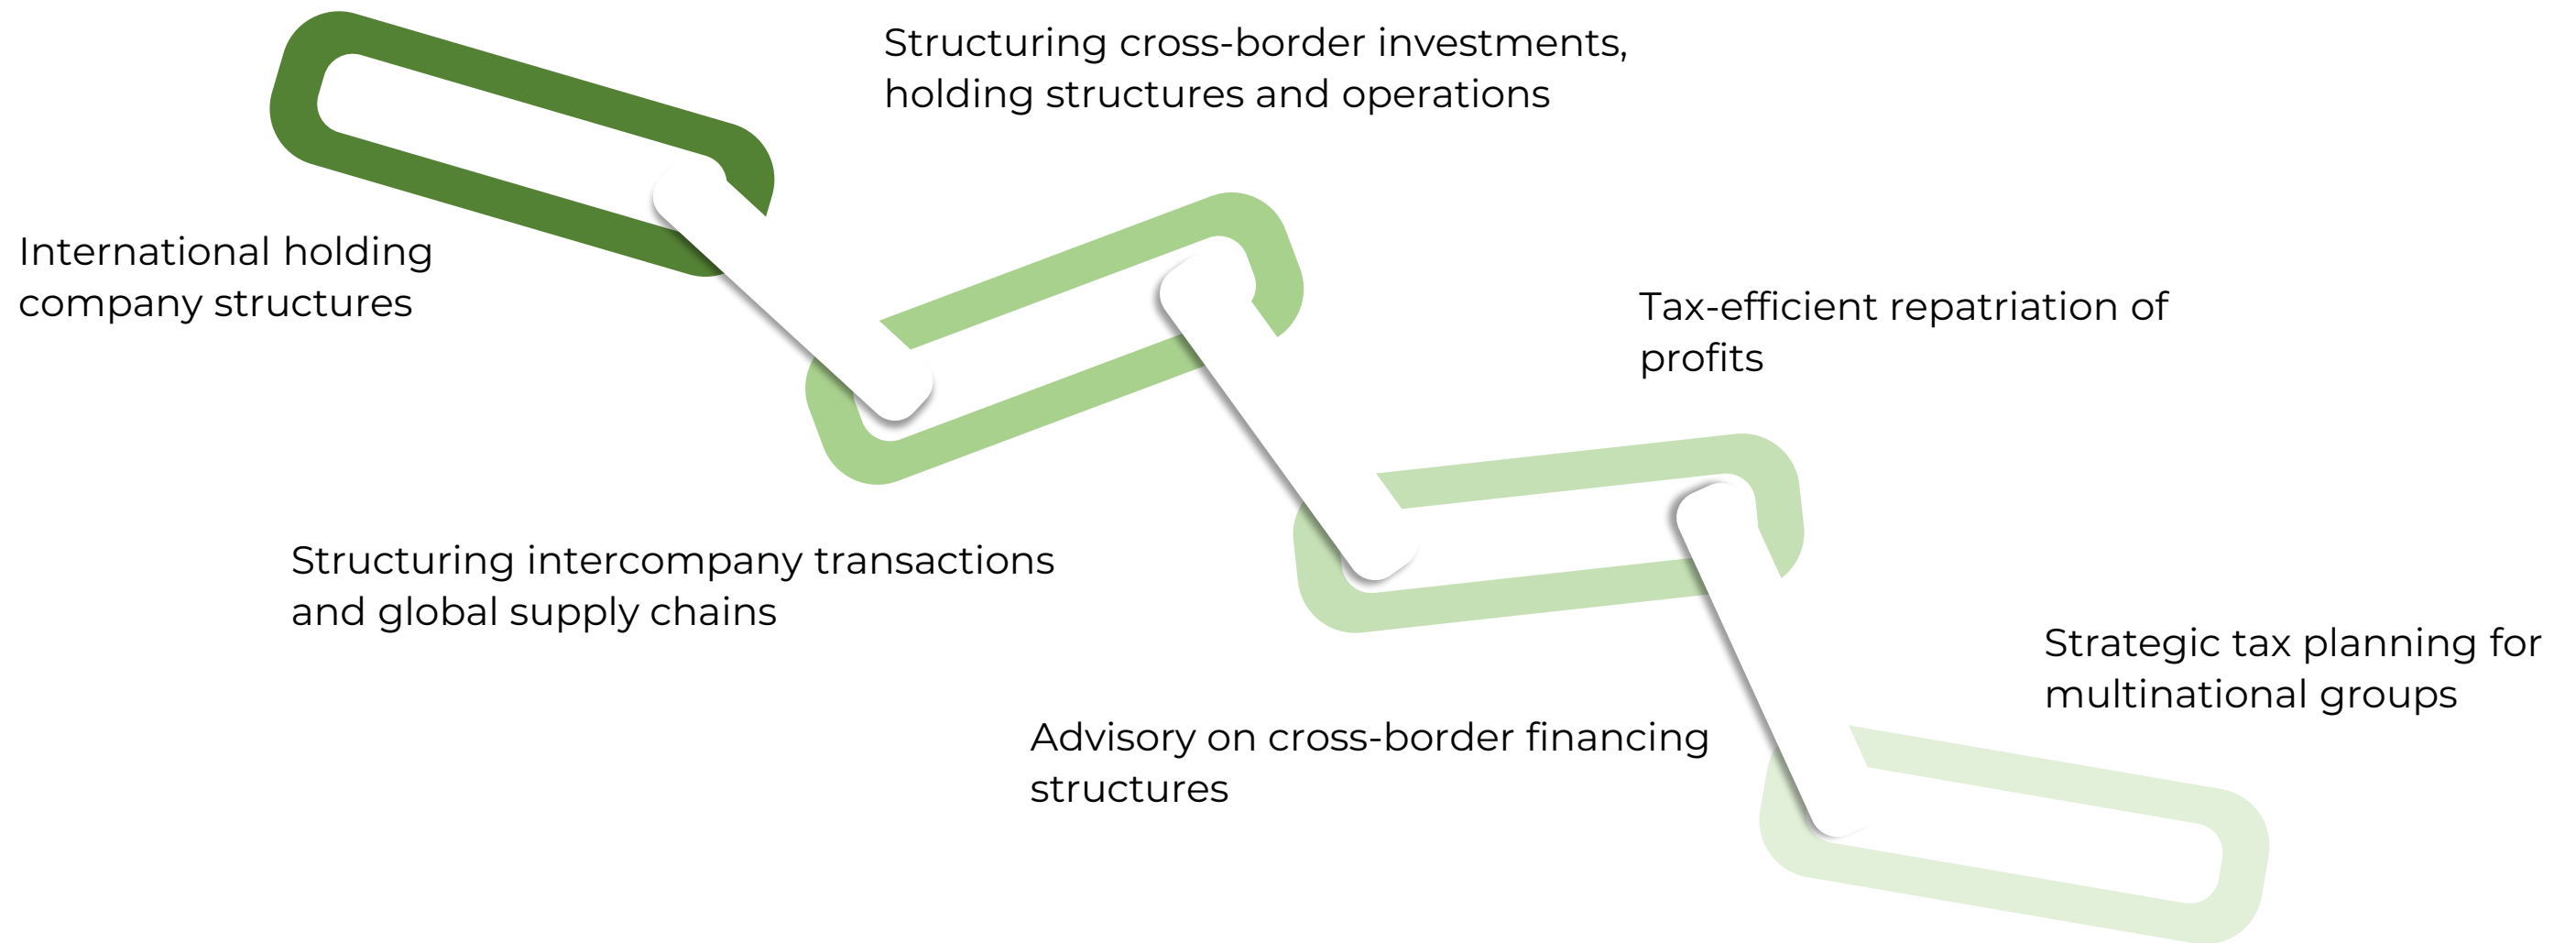 Structuring cross-border investments,
holding structures and operations
International holding
company structures
Tax-efficient repatriation of
profits
Structuring intercompany transactions
and global supply chains
Strategic tax planning for
multinational groups
Advisory on cross-border financing
structures